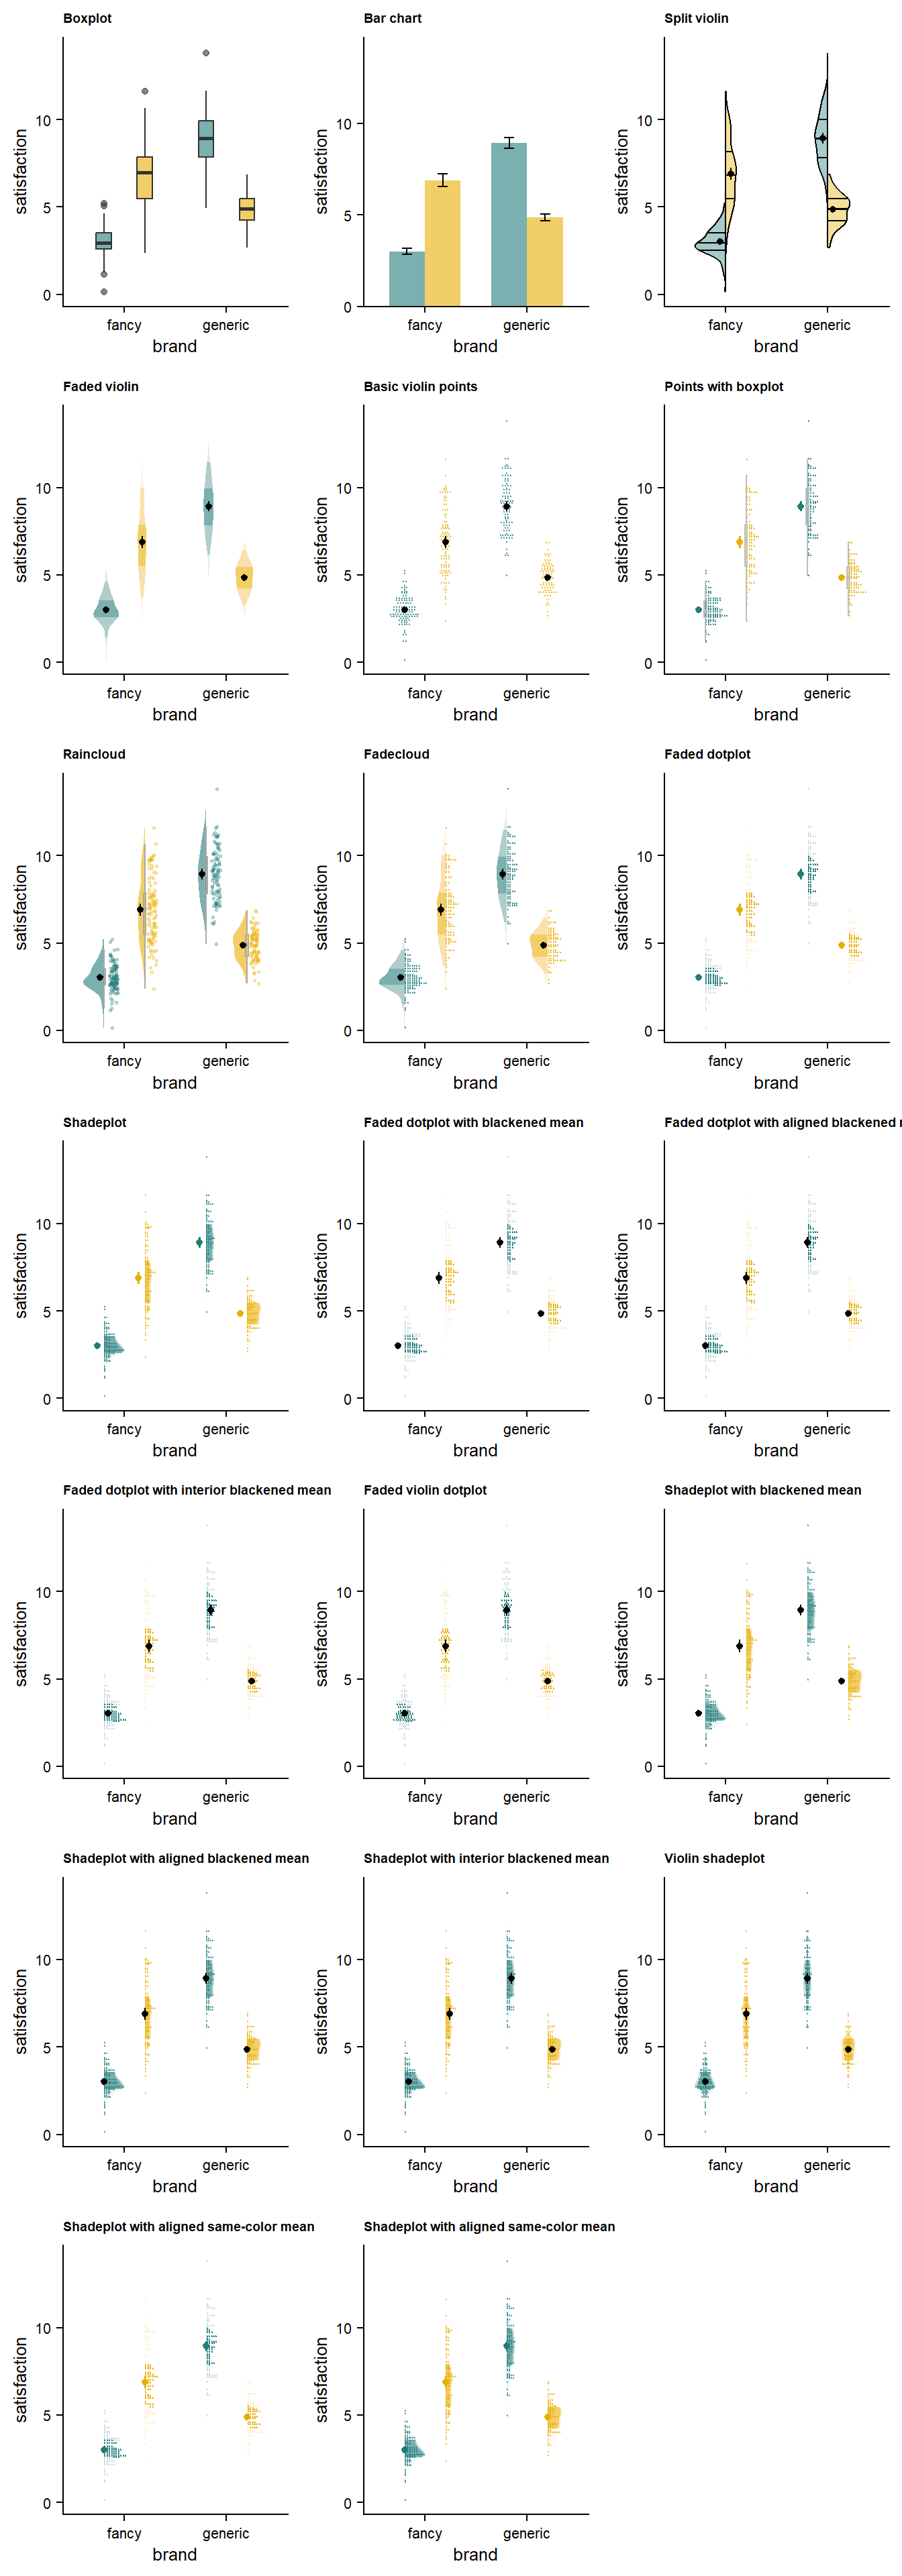 Boxplot
Bar chart
Split violin
satisfaction
10
5
0
fancy
generic
brand
satisfaction
10
5
0
fancy
generic
brand
satisfaction
10
5
0
fancy
generic
brand
Faded violin
Basic violin points
Points with boxplot
satisfaction
10
5
0
fancy
generic
brand
satisfaction
10
5
0
fancy
generic
brand
satisfaction
10
5
0
fancy
generic
brand
Raincloud
Fadecloud
Faded dotplot
satisfaction
10
5
0
fancy
generic
brand
satisfaction
10
5
0
fancy
generic
brand
satisfaction
10
5
0
fancy
generic
brand
Shadeplot
Faded dotplot with blackened mean
Faded dotplot with aligned blackened
satisfaction
10
5
0
fancy
generic
brand
satisfaction
10
5
0
fancy
generic
brand
satisfaction
10
5
0
fancy
generic
brand
Faded dotplot with interior blackened mean
Faded violin dotplot
Shadeplot with blackened mean
satisfaction
10
5
0
fancy
generic
brand
satisfaction
10
5
0
fancy
generic
brand
satisfaction
10
5
0
fancy
generic
brand
Shadeplot with aligned blackened mean
Shadeplot with interior blackened mean
Violin shadeplot
satisfaction
10
5
0
fancy
generic
brand
satisfaction
10
5
0
fancy
generic
brand
satisfaction
10
5
0
fancy
generic
brand
Shadeplot with aligned same-color mean
Shadeplot with aligned same-color mean
satisfaction
10
5
0
fancy
generic
brand
satisfaction
10
5
0
fancy
generic
brand